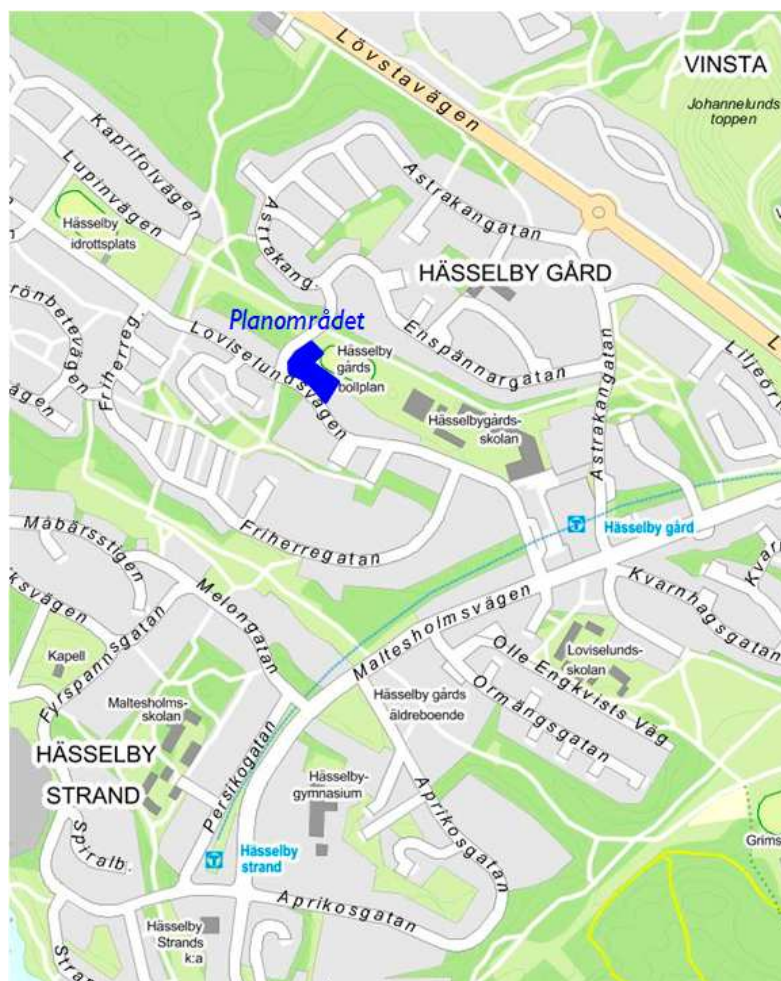 VINSTA
Johannelunds
toppen
Lövstavägen
Kaprifolvägen
Lupinvägen
Astrakangatan
Hässelby
idrottsplats
Astrakang.
HÄSSELBY GÅRD
Planområdet
Enspännargatan
Hässelby
gårds
bollplan
Loviselundsvägen
Friherreg.
Hässelbygårds-
skolan
Astrakangatan
Hässelby gård
Friherregatan
Måbärsstigen
Melongatan
Maltesholmsvägen
Kvarnhagsgatan
Loviselunds-
skolan
Olle Engkvists Väg
Ormängsgatan
Kapell
Fyrspannsgatan
Maltesholms-
skolan
Hässelby gårds
äldreboende
HÄSSELBY
STRAND
Persikogatan
Hässelby-
gymnasium
Aprikosgatan
Spiralb.
Hässelby
strand
Grims
Aprikosgatan
Hässelby
Strands
k:a